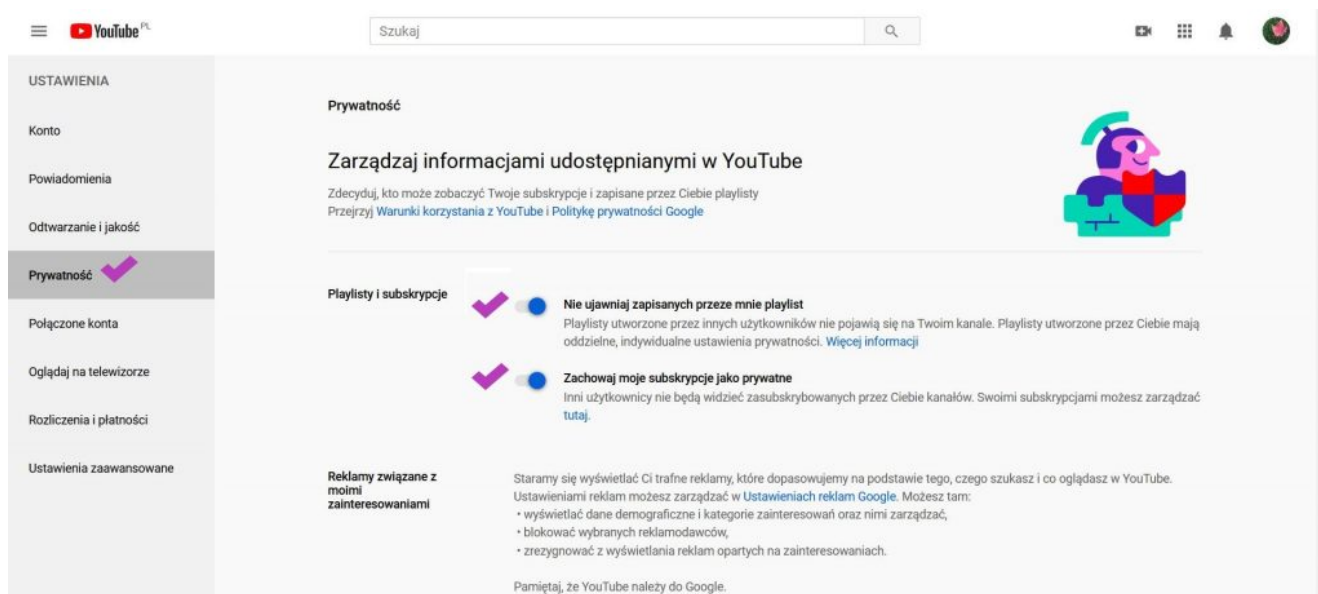 YouTube PL
Szukaj
USTAWIENIA
Konto
Powiadomienia
Odtwarzanie i jakość
Prywatność
Połączone konta
Oglądaj na telewizorze
Rozliczenia i płatności
Ustawienia zaawansowane
Prywatność
Zarządzaj informacjami udostępnianymi w YouTube
Zdecyduj, kto może zobaczyć Twoje subskrypcje i zapisane przez Ciebie playlisty
Przejrzyj Warunki korzystania z YouTube i Politykę prywatności Google
Playlisty i subskrypcje
Nie ujawniaj zapisanych przeze mnie playlist
Playlisty utworzone przez innych użytkowników nie pojawią się na Twoim kanale. Playlisty utworzone przez Ciebie mają
oddzielne, indywidualne ustawienia prywatności. Więcej informacji
Zachowaj moje subskrypcje jako prywatne
Inni użytkownicy nie będą widzieć zasubskrybowanych przez Ciebie kanałów. Swoimi subskrypcjami możesz zarządzać
tutaj.
Reklamy związane z
moimi
zainteresowaniami
Staramy się wyświetlać Ci trafne reklamy, które dopasowujemy na podstawie tego, czego szukasz i co oglądasz w YouTube.
Ustawieniami reklam możesz zarządzać w Ustawieniach reklam Google. Możesz tam:
• wyświetlać dane demograficzne i kategorie zainteresowań oraz nimi zarządzać,
• blokować wybranych reklamodawców,
• zrezygnować z wyświetlania reklam opartych na zainteresowaniach.
Pamiętaj, że YouTube należy do Google.